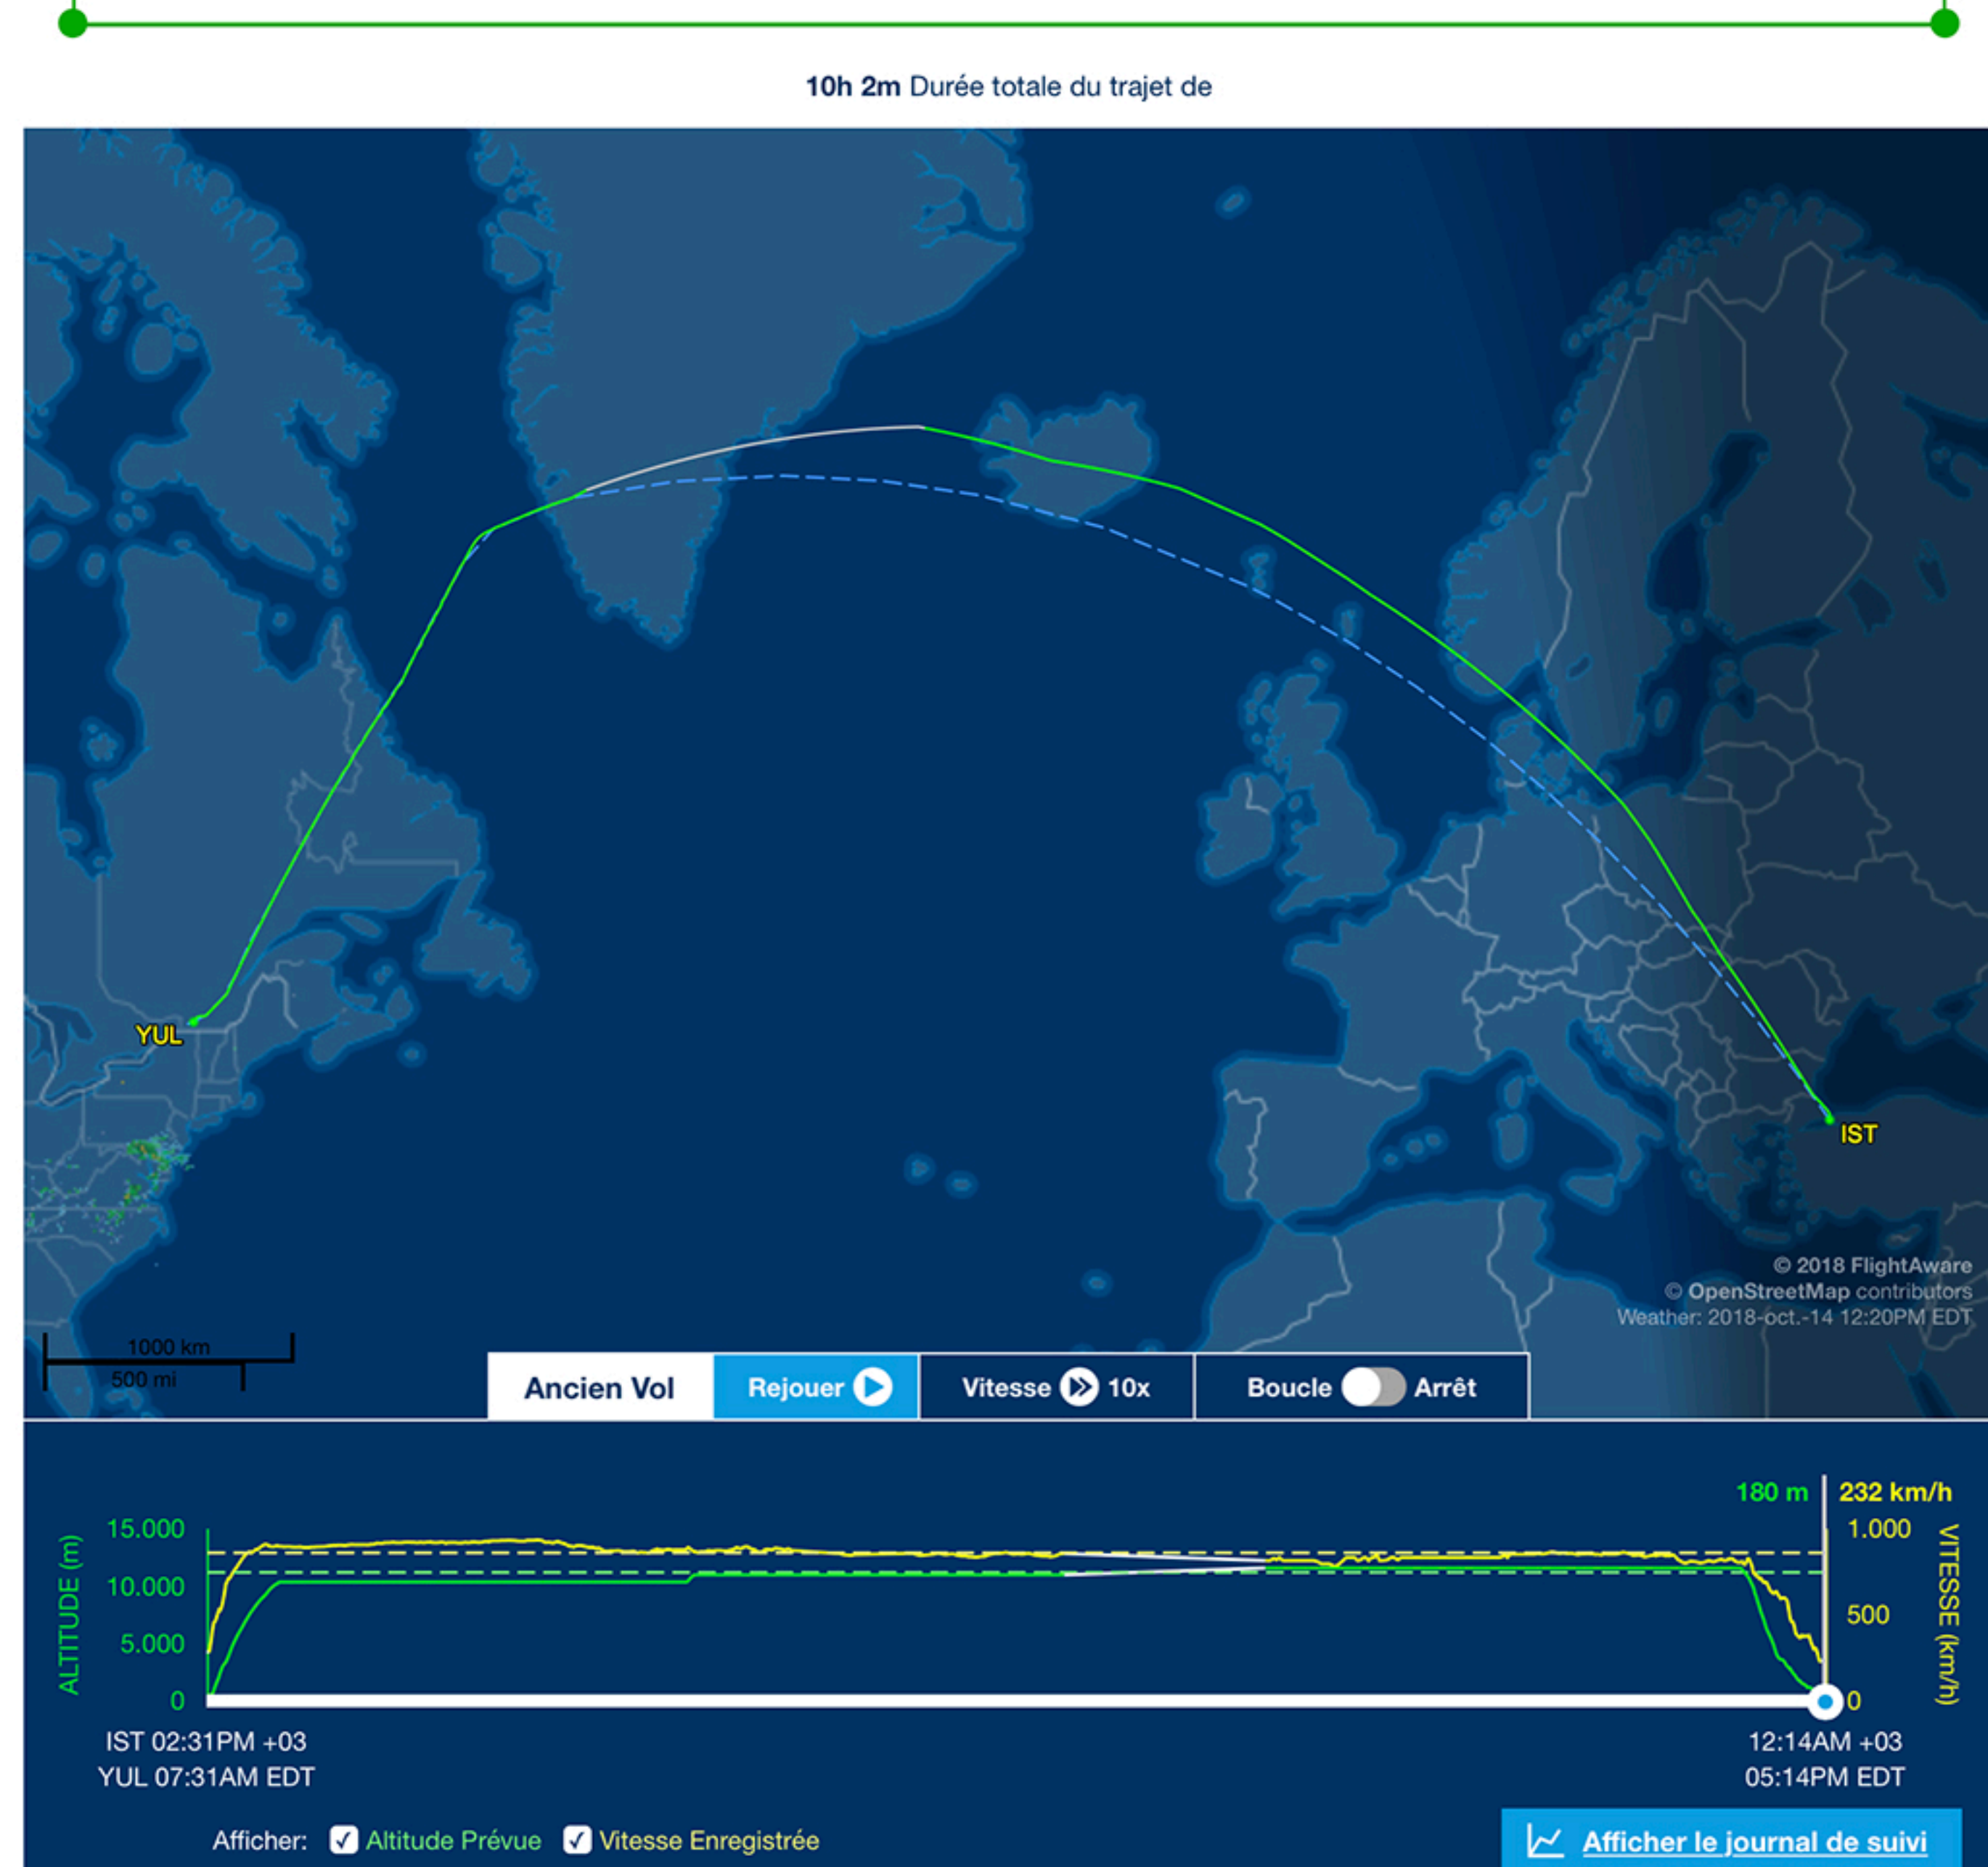 10h 2m Durée totale du trajet de
YUL
IST
© 2018 FlightAware
© OpenStreetMap contributors
Weather: 2018-oct.-14 12:20PM EDT
1000 km
500 mi
Ancien Vol Rejouer Vitesse 10x Boucle Arrêt
180 m 232 km/h
ALTITUDE (m)
15.000
10.000
5.000
0
1.000
500
0
VITESSE (km/h)
IST 02:31PM +03
YUL 07:31AM EDT
12:14AM +03
05:14PM EDT
Afficher: Altitude Prévue Vitesse Enregistrée
Afficher le journal de suivi